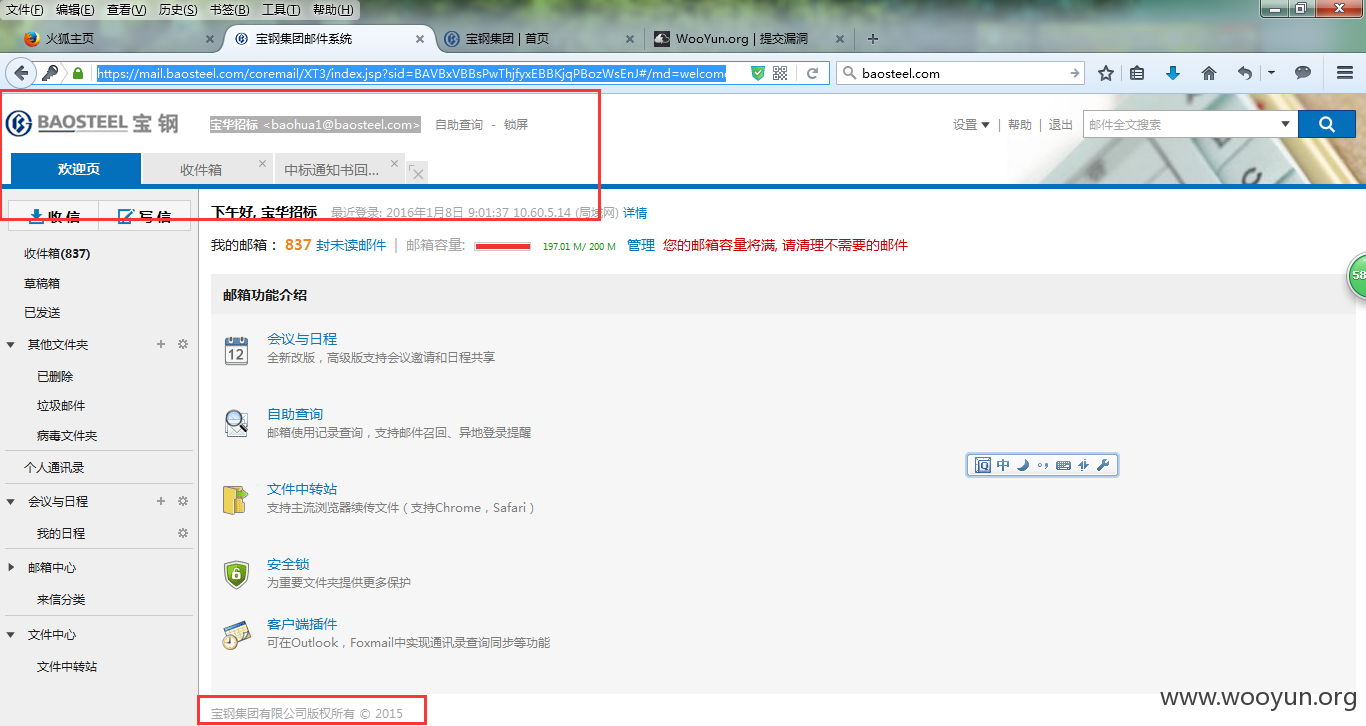 文件(F) 编辑(E) 查看(V) 历史(S) 书签(B) 工具(T) 帮助(H)
火狐主页 × 宝钢集团邮件系统 × 宝钢集团 | 首页 × WooYun.org | 提交漏洞 × +
https://mail.baosteel.com/coremail/XT3/index.jsp?sid=BAVBxVBBsPwThjfyxEBBKjqPBozWsEnJ#/md=welcome
baosteel.com
BAOSTEEL 宝钢 宝华招标 <baohua1@baosteel.com> 自助查询 - 锁屏
设置 | 帮助 | 退出 邮件全文搜索
欢迎页 收件箱 × 中标通知书回... ×
收信 写信
下午好, 宝华招标 最近登录: 2016年1月8日 9:01:37 10.60.5.14 (局域网) 详情
我的邮箱： 837 封未读邮件 | 邮箱容量: 197.01 M/ 200 M 管理 您的邮箱容量将满, 请清理不需要的邮件
收件箱(837)
草稿箱
已发送
其他文件夹 +
已删除
垃圾邮件
病毒文件夹
个人通讯录
会议与日程 +
我的日程
邮箱中心
来信分类
文件中心
文件中转站
邮箱功能介绍
12
会议与日程
全新改版，高级版支持会议邀请和日程共享
自助查询
邮箱使用记录查询，支持邮件召回、异地登录提醒
文件中转站
支持主流浏览器续传文件（支持Chrome，Safari）
6
安全锁
为重要文件夹提供更多保护
客户端插件
可在Outlook，Foxmail中实现通讯录查询同步等功能
中
58
宝钢集团有限公司版权所有 © 2015
www.wooyun.org